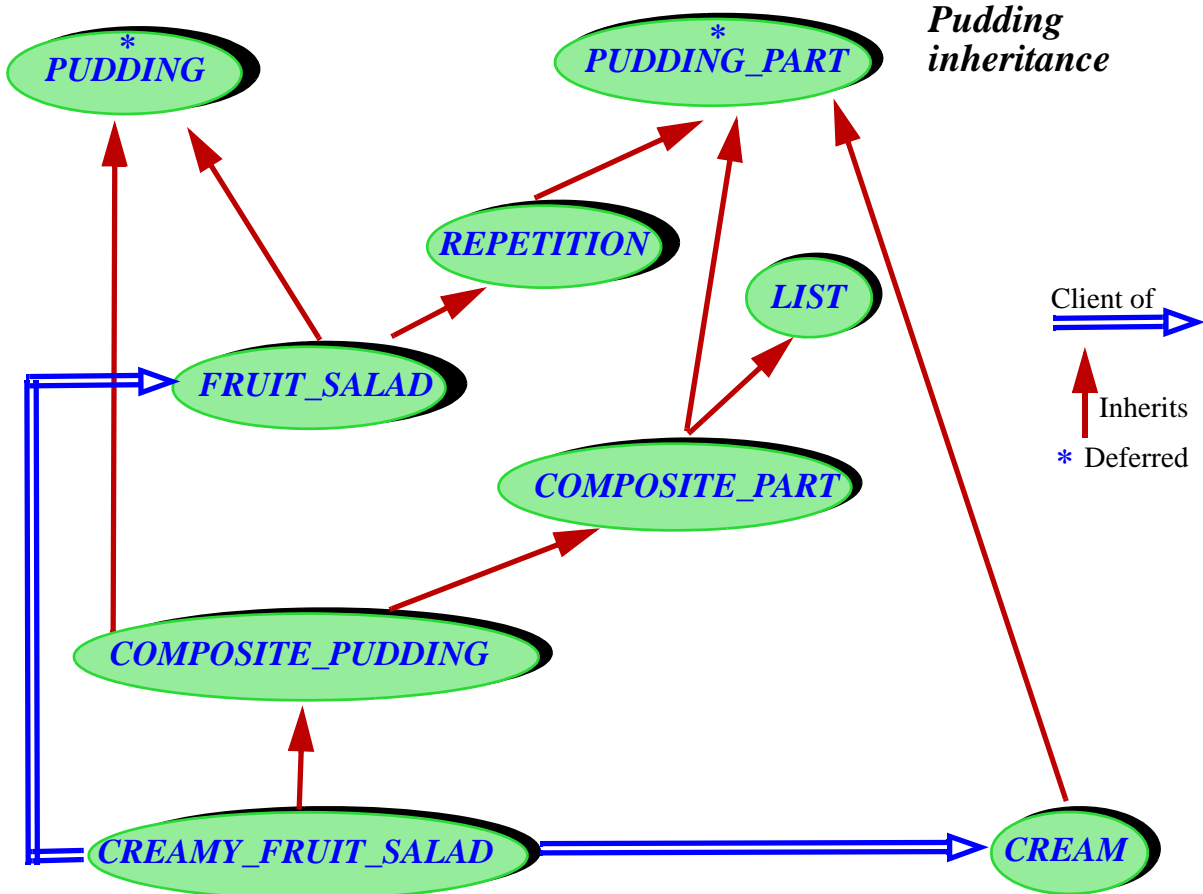 Pudding
inheritance
*
PUDDING
*
PUDDING_PART
REPETITION
LIST
Client of
FRUIT_SALAD
Inherits
* Deferred
COMPOSITE_PART
COMPOSITE_PUDDING
CREAMY_FRUIT_SALAD
CREAM